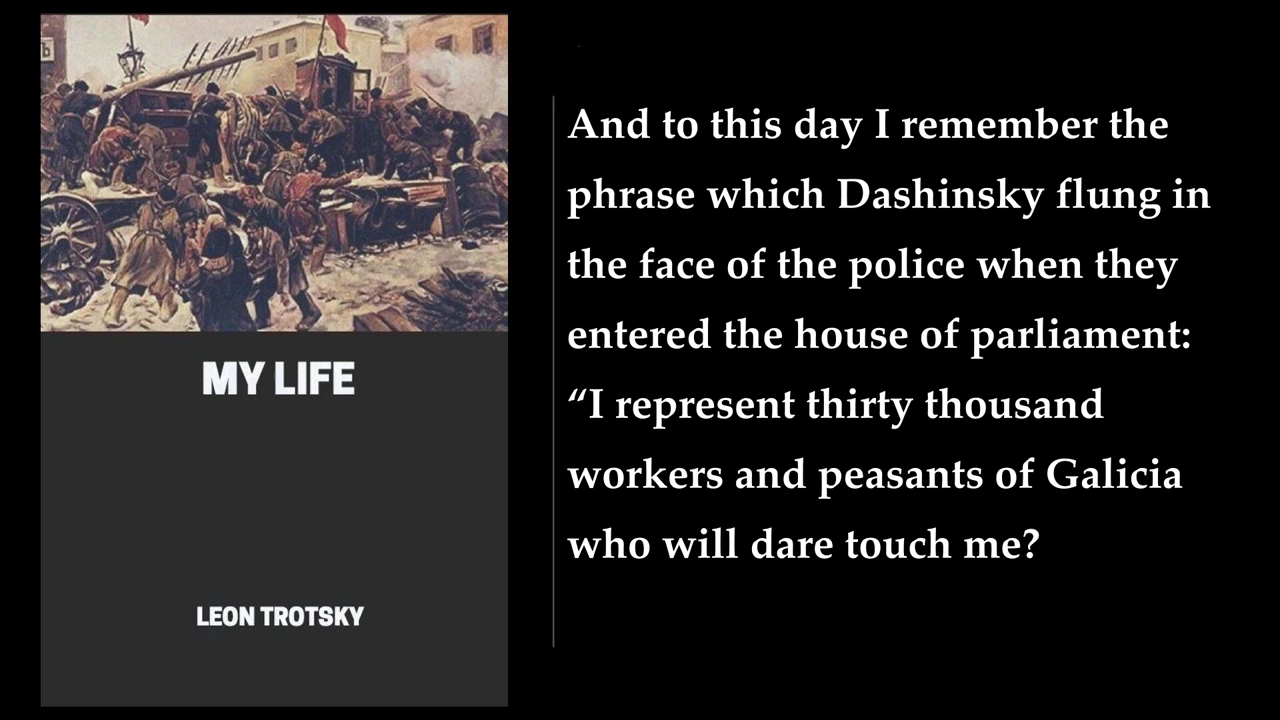 MY LIFE
LEON TROTSKY
And to this day I remember the
phrase which Dashinsky flung in
the face of the police when they
entered the house of parliament:
“I represent thirty thousand
workers and peasants of Galicia
who will dare touch me?